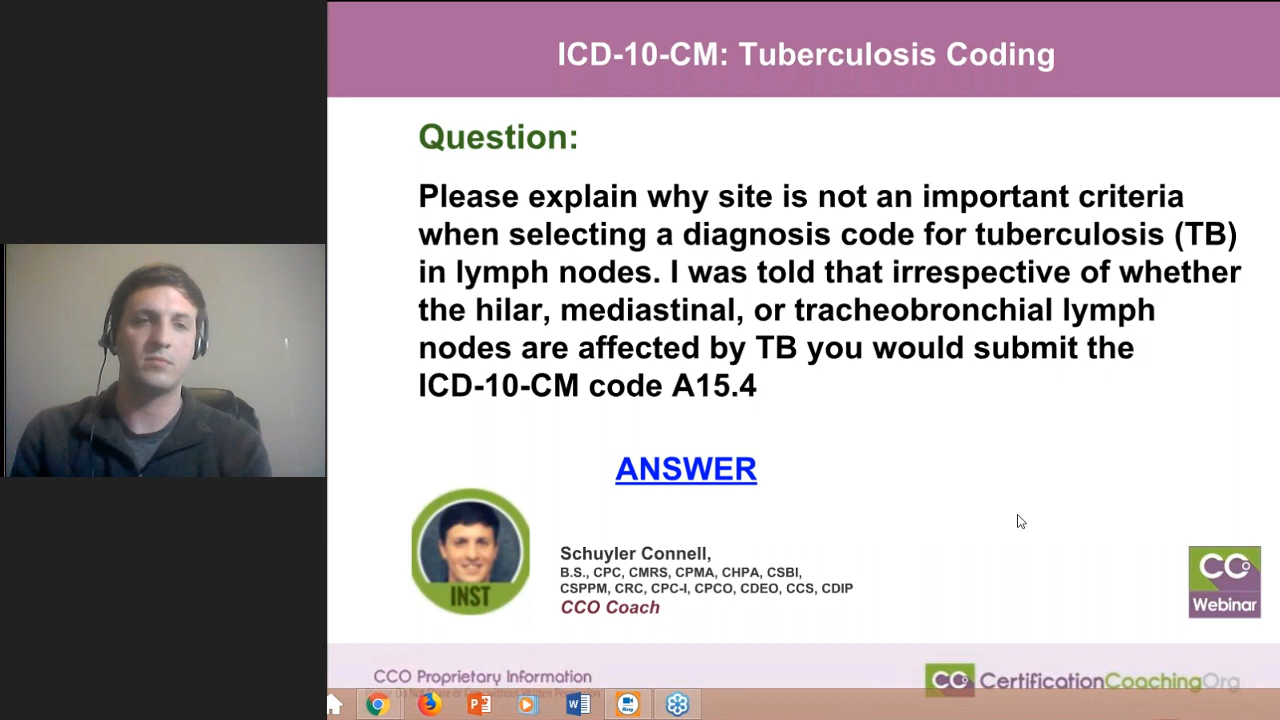 ICD-10-CM: Tuberculosis Coding
Question:
Please explain why site is not an important criteria
when selecting a diagnosis code for tuberculosis (TB)
in lymph nodes. I was told that irrespective of whether
the hilar, mediastinal, or tracheobronchial lymph
nodes are affected by TB you would submit the
ICD-10-CM code A15.4
ANSWER
INST
Schuyler Connell,
B.S., CPC, CMRS, CPMA, CHPA, CSBI,
CSPPM, CRC, CPC-I, CPCO, CDEO, CCS, CDIP
CCO Coach
CCO
Webinar
CCO Proprietary Information
CCO CertificationCoachingOrg